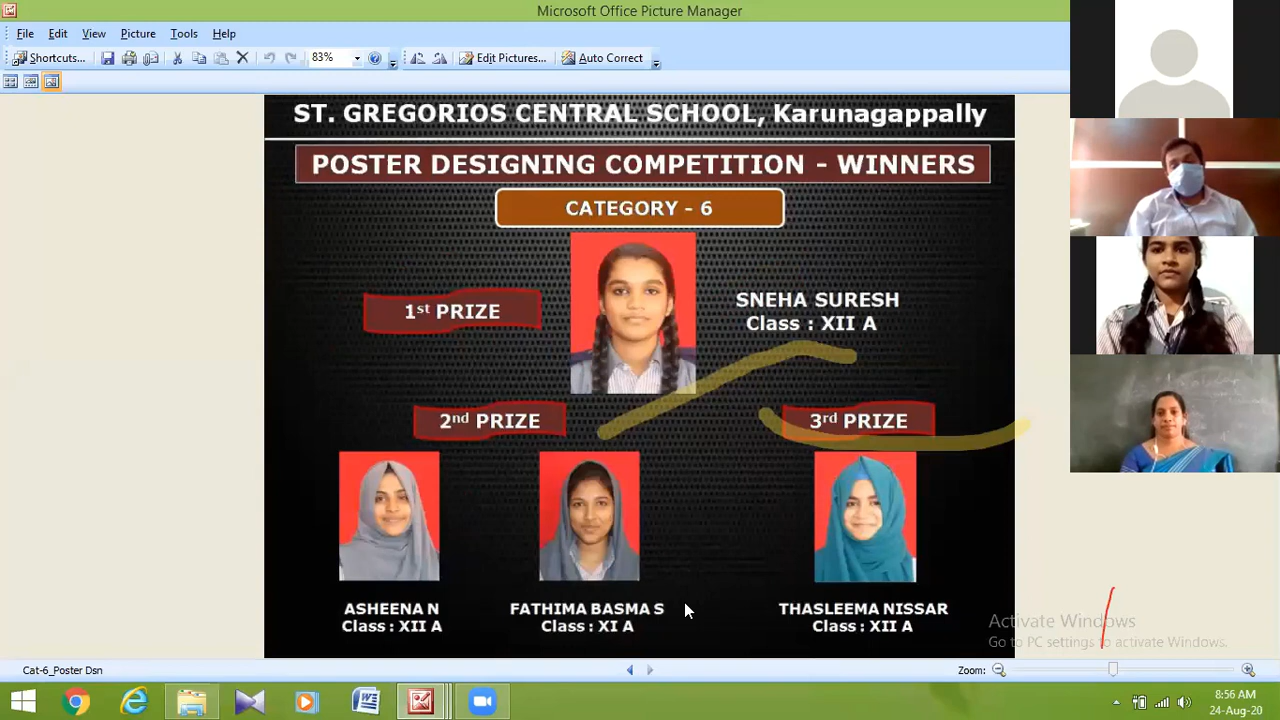 Microsoft Office Picture Manager
File Edit View Picture Tools Help
Shortcuts... 83% Edit Pictures... Auto Correct
ST. GREGORIOS CENTRAL SCHOOL, Karunagappally
POSTER DESIGNING COMPETITION - WINNERS
CATEGORY - 6
1st PRIZE
SNEHA SURESH
Class : XII A
2nd PRIZE
3rd PRIZE
ASHEENA N
Class : XII A
FATHIMA BASMA S
Class : XI A
THASLEEMA NISSAR
Class : XII A
Activate Windows
Go to PC settings to activate Windows.
Cat-6_Poster Dsn
Zoom:
8:56 AM
24-Aug-20